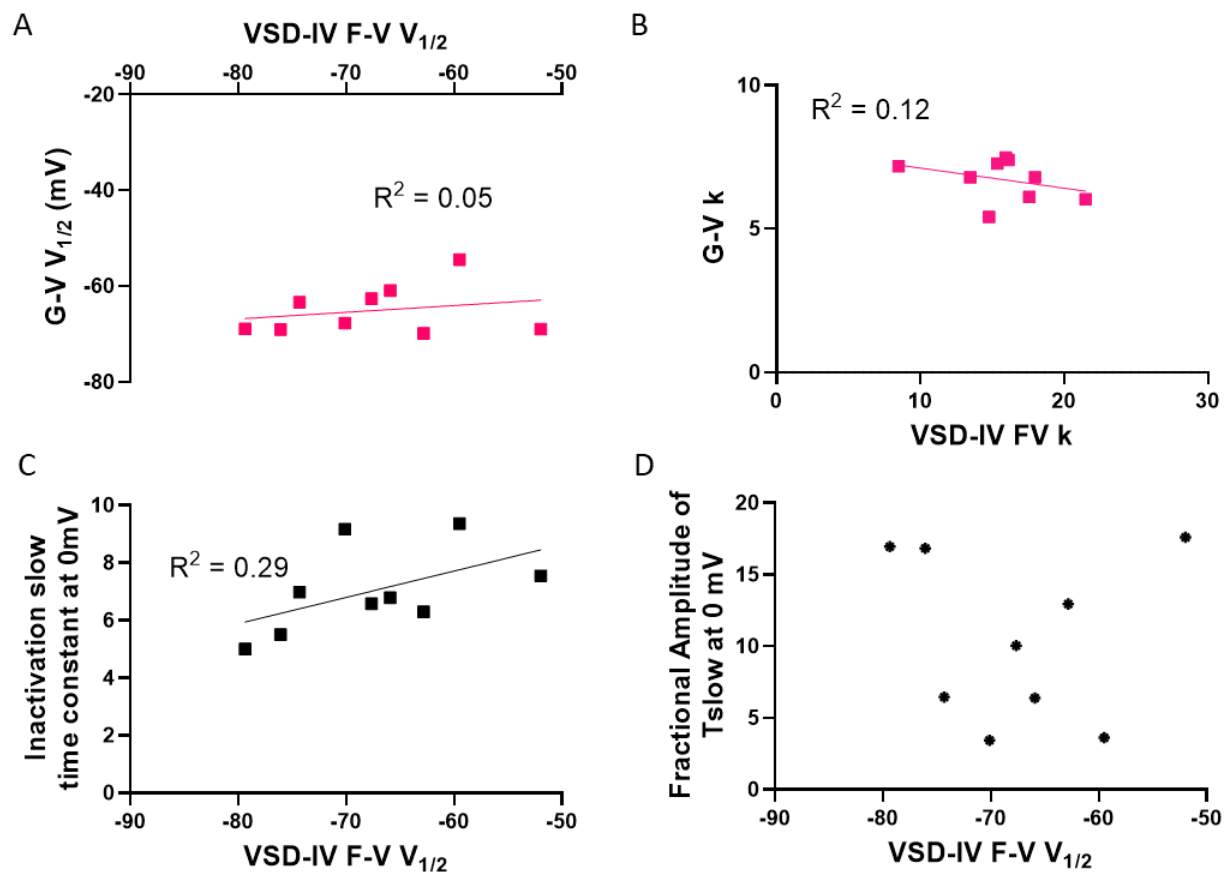 A
VSD-IV F-V V1/2
-90 -80 -70 -60 -50
-20
-40
-60
-80
G-V V1/2 (mV)
R2 = 0.05
B
10
5
0
G-V k
R2 = 0.12
0 10 20 30
VSD-IV FV k
C
10
8
6
4
2
0
Inactivation slow
time constant at 0mV
R2 = 0.29
-90 -80 -70 -60 -50
VSD-IV F-V V1/2
D
20
15
10
5
0
Fractional Amplitude of
Tslow at 0 mV
-90 -80 -70 -60 -50
VSD-IV F-V V1/2